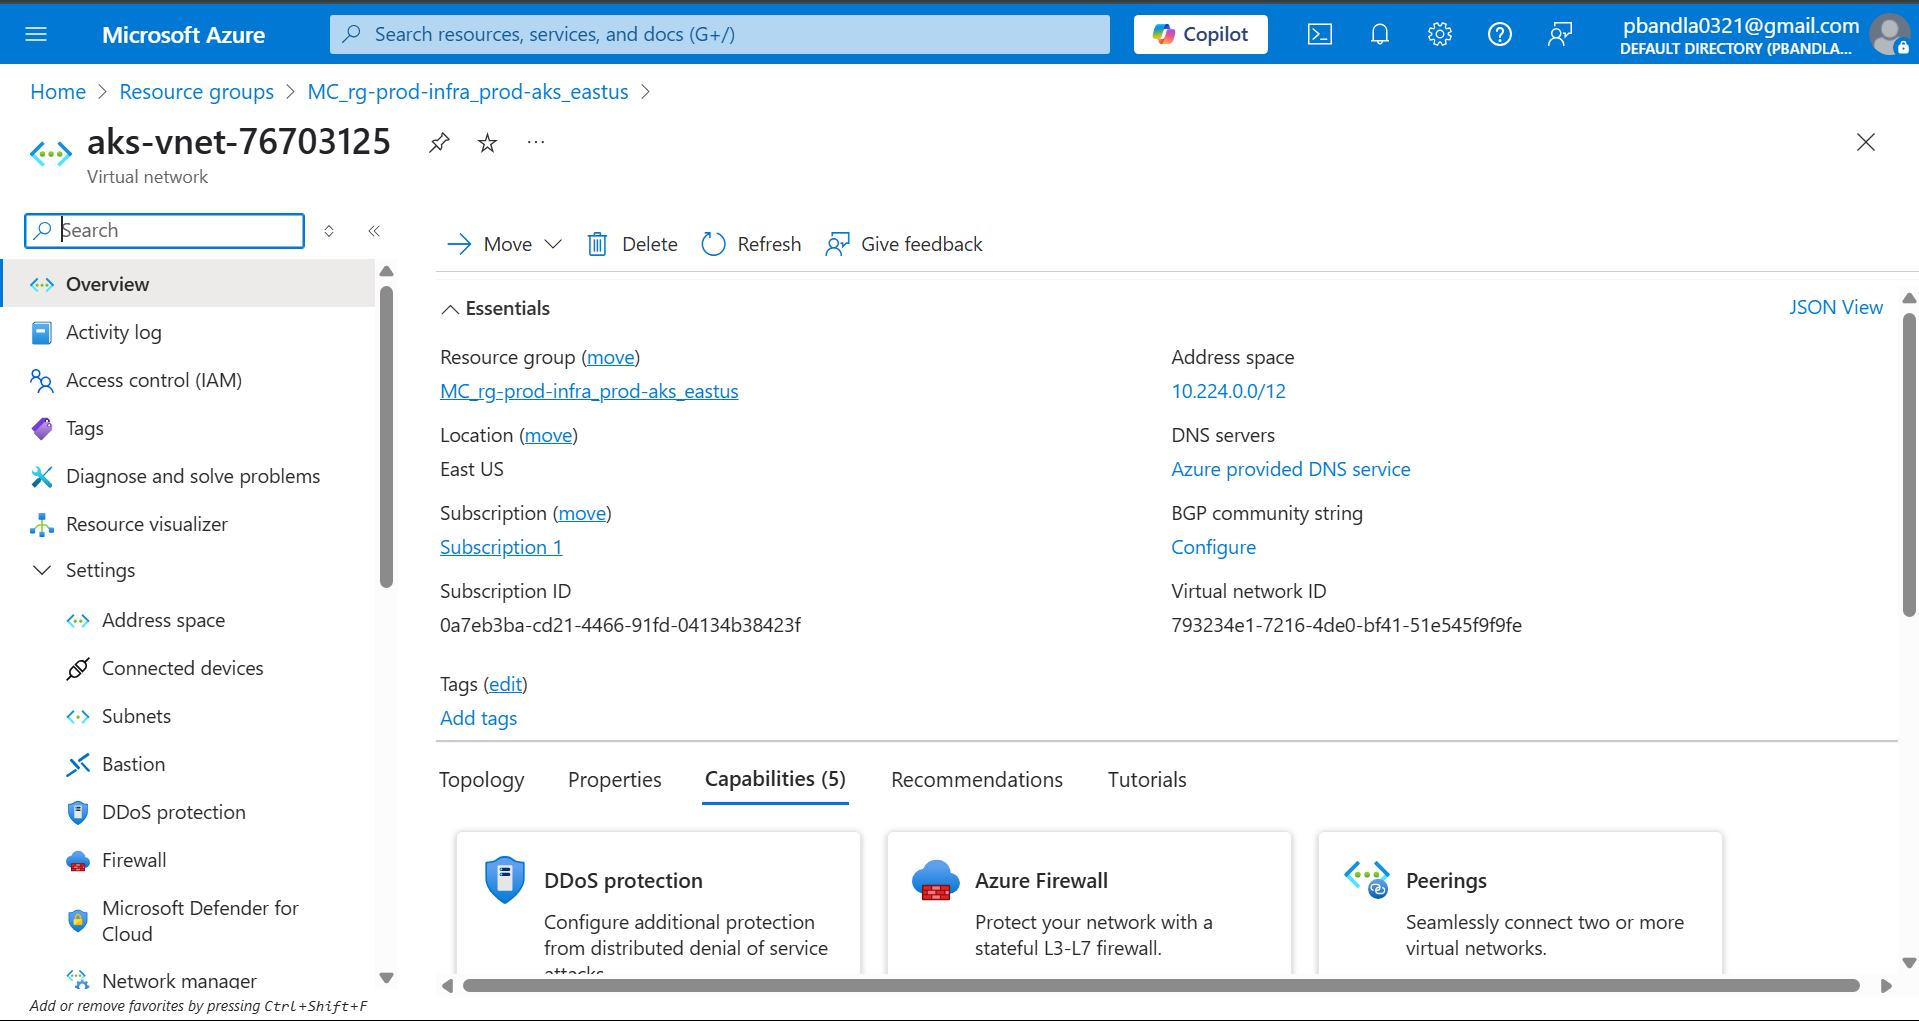 Microsoft Azure
Search resources, services, and docs (G+/)
Copilot
pbandla0321@gmail.com
DEFAULT DIRECTORY (PBANDLA...
Home > Resource groups > MC_rg-prod-infra_prod-aks_eastus >
aks-vnet-76703125
Virtual network
Search
Overview
Activity log
Access control (IAM)
Tags
Diagnose and solve problems
Resource visualizer
Settings
Address space
Connected devices
Subnets
Bastion
DDoS protection
Firewall
Microsoft Defender for
Cloud
Network manager
Add or remove favorites by pressing Ctrl+Shift+F
Move
Delete
Refresh
Give feedback
Essentials
JSON View
Resource group (move)
MC_rg-prod-infra_prod-aks_eastus
Location (move)
East US
Subscription (move)
Subscription 1
Subscription ID
0a7eb3ba-cd21-4466-91fd-04134b38423f
Address space
10.224.0.0/12
DNS servers
Azure provided DNS service
BGP community string
Configure
Virtual network ID
793234e1-7216-4de0-bf41-51e545f9f9fe
Tags (edit)
Add tags
Topology
Properties
Capabilities (5)
Recommendations
Tutorials
DDoS protection
Configure additional protection
from distributed denial of service
attacks
Azure Firewall
Protect your network with a
stateful L3-L7 firewall.
Peerings
Seamlessly connect two or more
virtual networks.